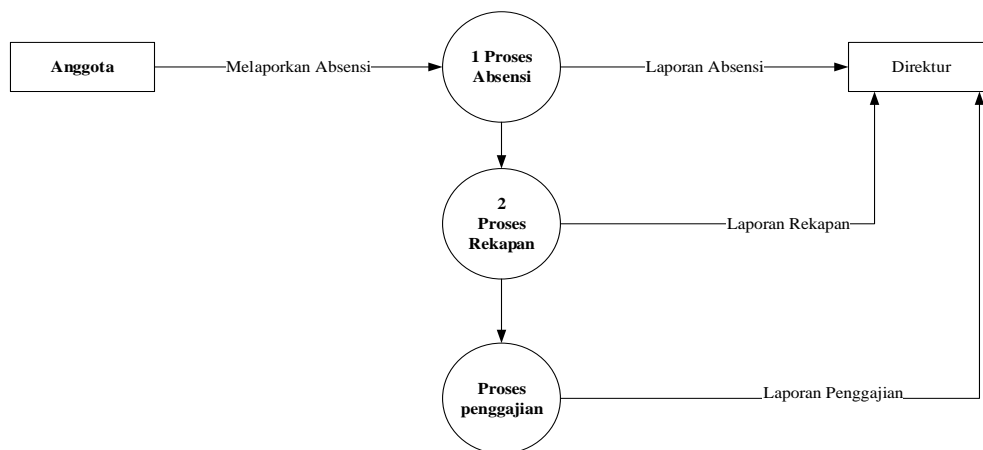 Anggota
Melaporkan Absensi
1 Proses
Absensi
Laporan Absensi
Direktur
2
Proses
Rekapan
Laporan Rekapan
Proses
penggajian
Laporan Penggajian